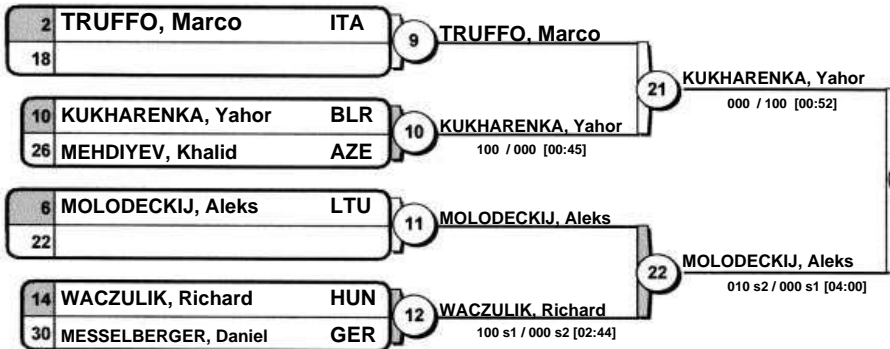 2 TRUFFO, Marco ITA
18
9
TRUFFO, Marco
10 KUKHARENKA, Yahor BLR
26 MEHDIYEV, Khalid AZE
10
KUKHARENKA, Yahor
100 / 000 [00:45]
21
KUKHARENKA, Yahor
000 / 100 [00:52]
6 MOLODECKIJ, Aleks LTU
22
11
MOLODECKIJ, Aleks
14 WACZULIK, Richard HUN
30 MESSELBERGER, Daniel GER
12
WACZULIK, Richard
100 s1 / 000 s2 [02:44]
22
MOLODECKIJ, Aleks
010 s2 / 000 s1 [04:00]